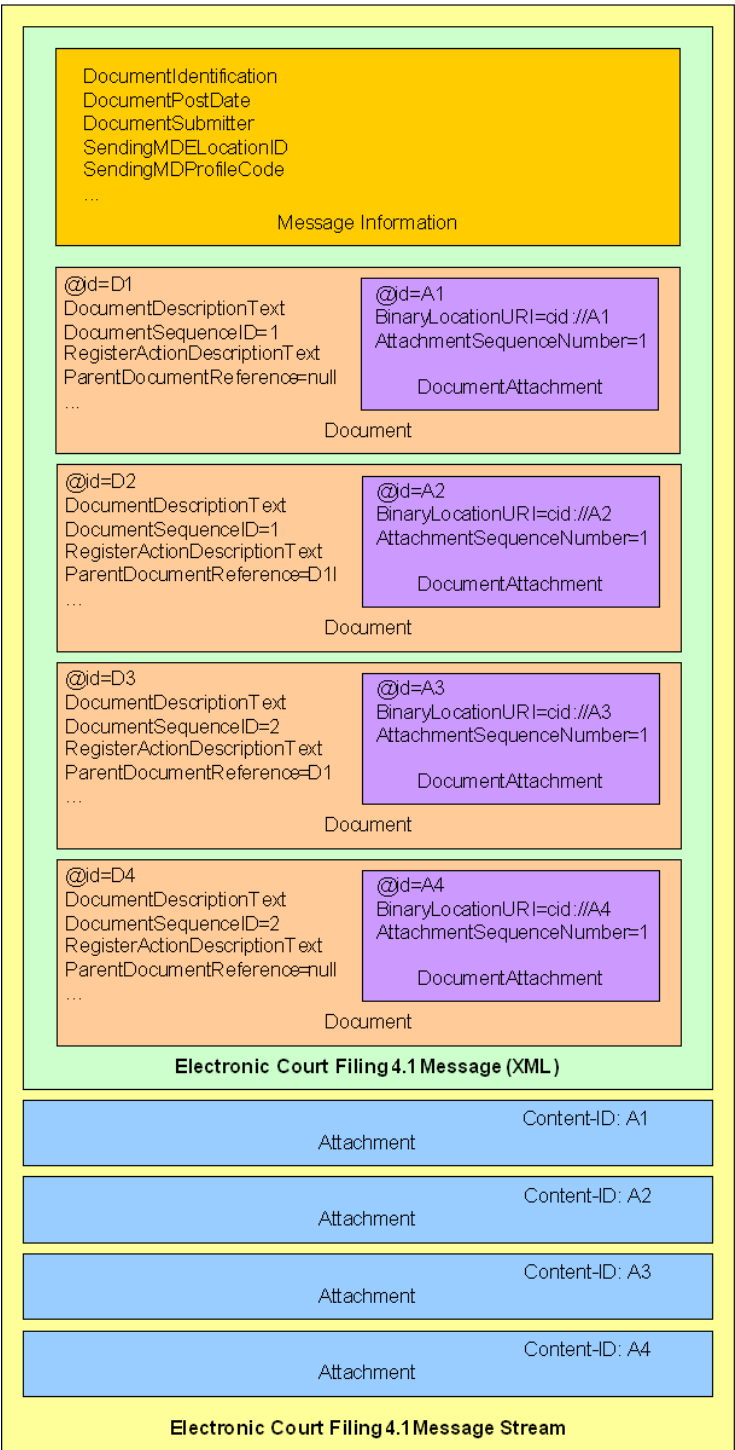 DocumentIdentification
DocumentPostDate
DocumentSubmitter
SendingMDELocationID
SendingMDProfileCode
...
Message Information
@id=D1
DocumentDescriptionText
DocumentSequenceID=1
RegisterActionDescriptionText
ParentDocumentReference=null
...
@id=A1
BinaryLocationURI=cid://A1
AttachmentSequenceNumber=1
DocumentAttachment
Document
@id=D2
DocumentDescriptionText
DocumentSequenceID=1
RegisterActionDescriptionText
ParentDocumentReference=D1l
...
@id=A2
BinaryLocationURI=cid://A2
AttachmentSequenceNumber=1
DocumentAttachment
Document
@id=D3
DocumentDescriptionText
DocumentSequenceID=2
RegisterActionDescriptionText
ParentDocumentReference=D1
...
@id=A3
BinaryLocationURI=cid://A3
AttachmentSequenceNumber=1
DocumentAttachment
Document
@id=D4
DocumentDescriptionText
DocumentSequenceID=2
RegisterActionDescriptionText
ParentDocumentReference=null
...
@id=A4
BinaryLocationURI=cid://A4
AttachmentSequenceNumber=1
DocumentAttachment
Document
Electronic Court Filing 4.1 Message (XML)
Content-ID: A1
Attachment
Content-ID: A2
Attachment
Content-ID: A3
Attachment
Content-ID: A4
Attachment
Electronic Court Filing 4.1 Message Stream